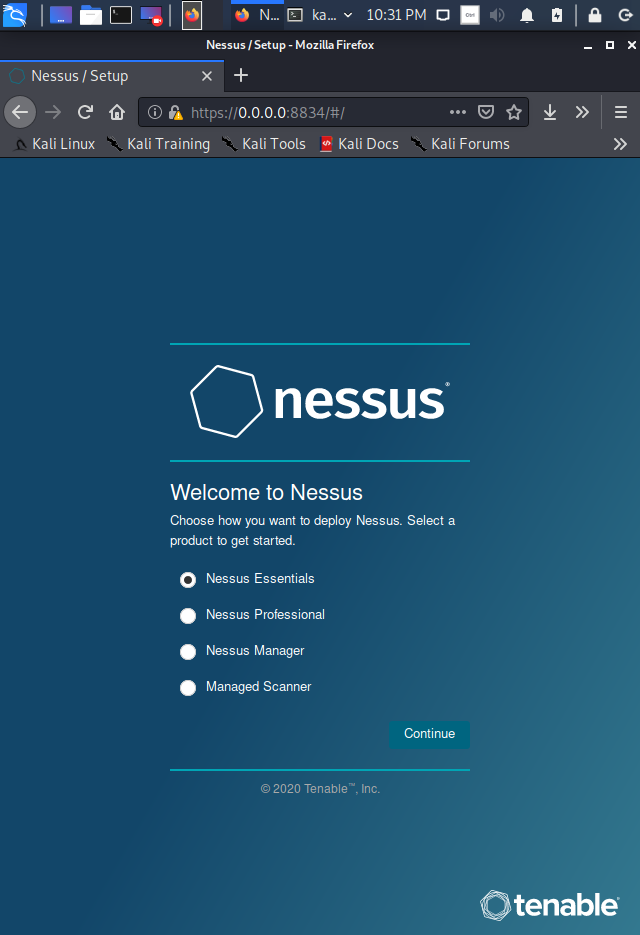 N...
ka...
10:31 PM
Nessus / Setup - Mozilla Firefox
Nessus / Setup
https://0.0.0.0:8834/#/
Kali Linux
Kali Training
Kali Tools
Kali Docs
Kali Forums
nessus®
Welcome to Nessus
Choose how you want to deploy Nessus. Select a
product to get started.
Nessus Essentials
Nessus Professional
Nessus Manager
Managed Scanner
Continue
© 2020 Tenable™, Inc.
tenable®